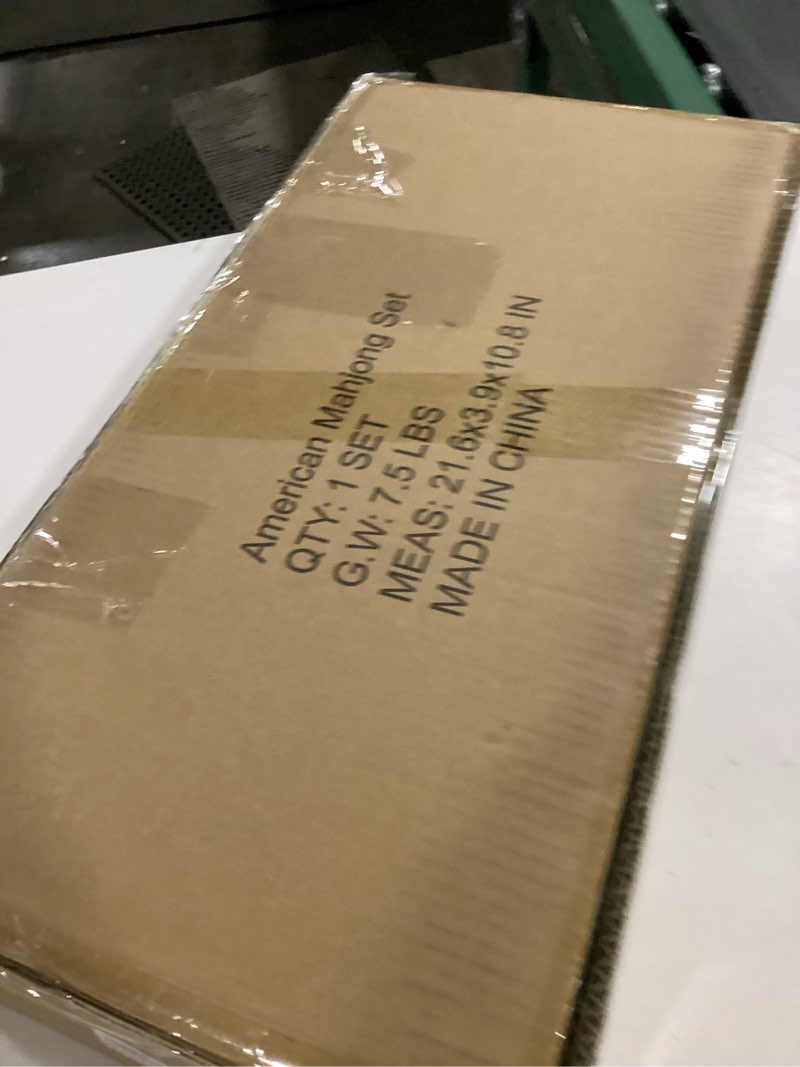 American Mahjong Set
QTY: 1 SET
G.W: 7.5 LBS
MEAS: 21.6x3.9x10.8 IN
MADE IN CHINA